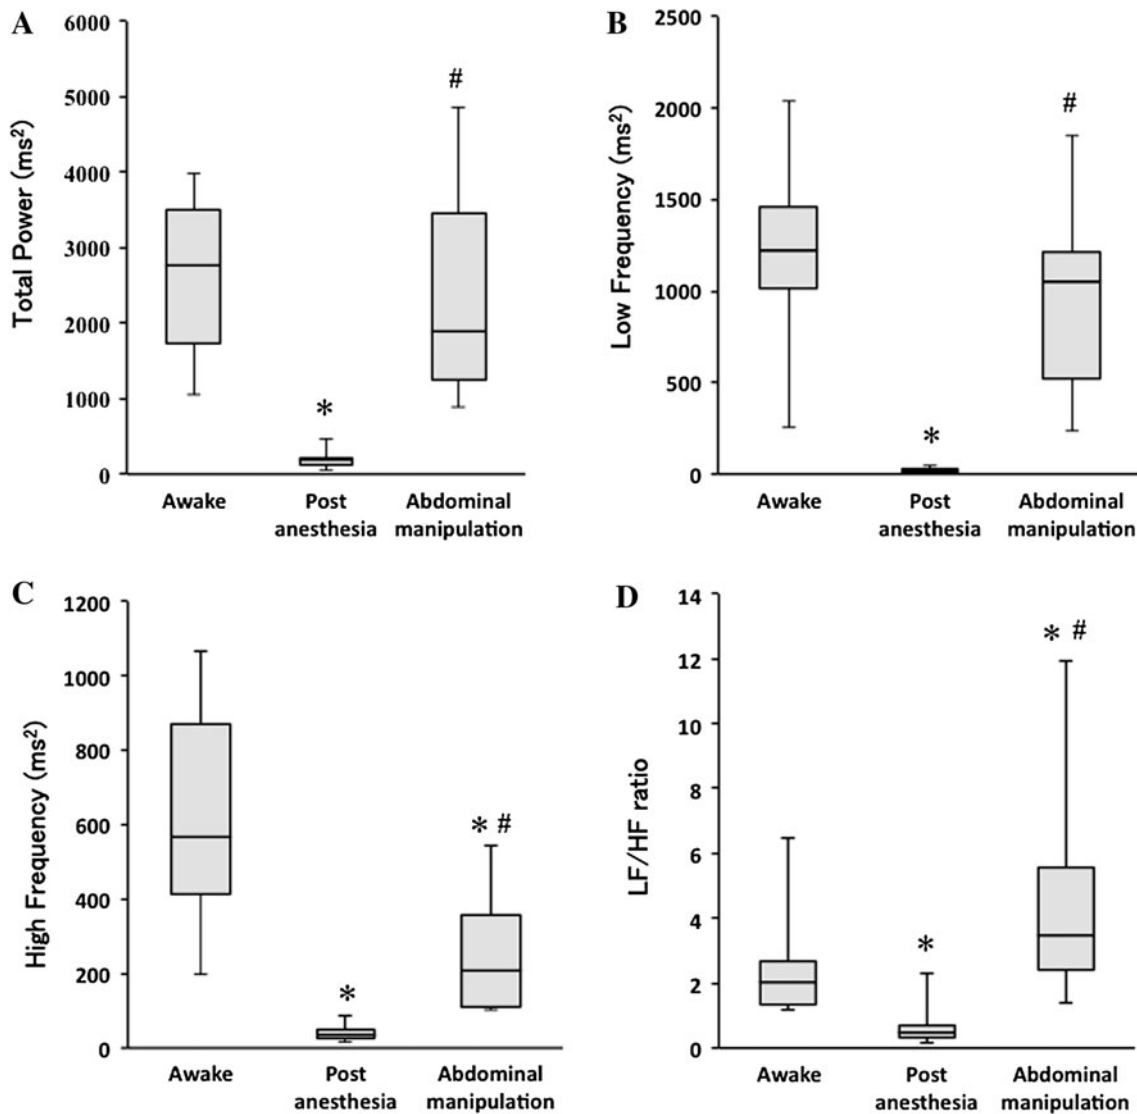 A
Total Power (ms²)
6000
5000
4000
3000
2000
1000
0
#
*
Awake
Post
anesthesia
Abdominal
manipulation
B
Low Frequency (ms²)
2500
2000
1500
1000
500
0
#
*
Awake
Post
anesthesia
Abdominal
manipulation
C
High Frequency (ms²)
1200
1000
800
600
400
200
0
* #
*
Awake
Post
anesthesia
Abdominal
manipulation
D
LF/HF ratio
14
12
10
8
6
4
2
0
* #
*
Awake
Post
anesthesia
Abdominal
manipulation